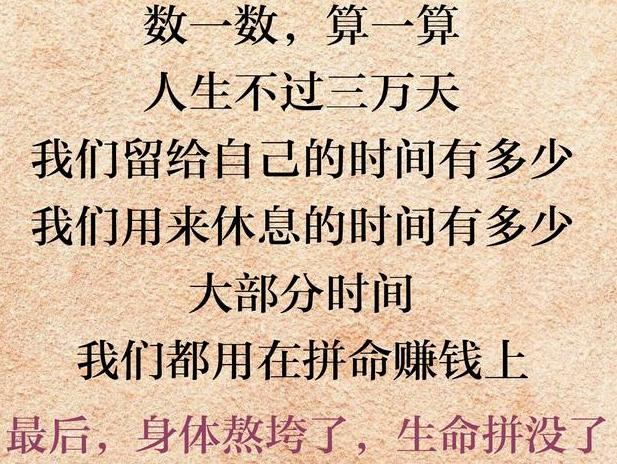 数一数，算一算
人生不过三万天
我们留给自己的时间有多少
我们用来休息的时间有多少
大部分时间
我们都用在拼命赚钱上
最后，身体熬垮了，生命拼没了